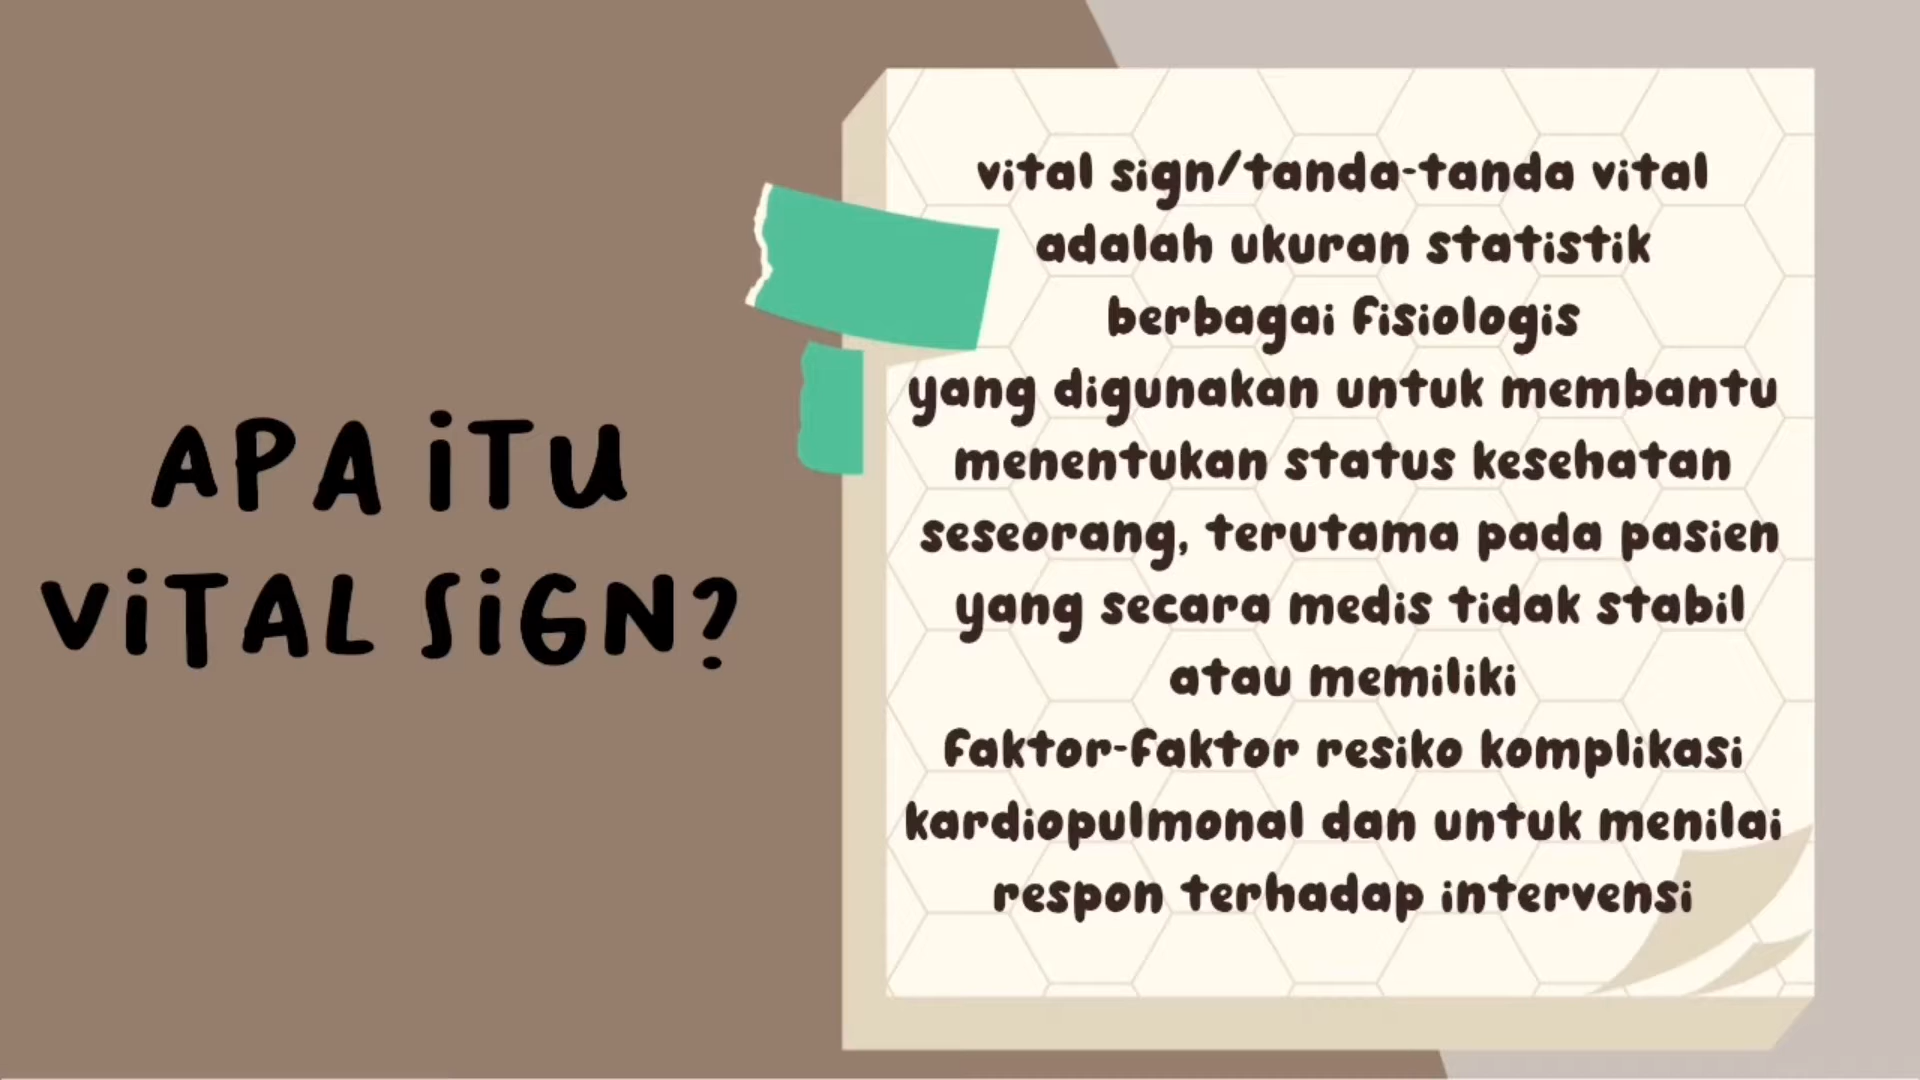 APA iTU
ViTAL SiGN?
vital sign/tanda-tanda vital
adalah ukuran statistik
berbagai fisiologis
yang digunakan untuk membantu
menentukan status kesehatan
seseorang, terutama pada pasien
yang secara medis tidak stabil
atau memiliki
faktor-faktor resiko komplikasi
kardiopulmonal dan untuk menilai
respon terhadap intervensi